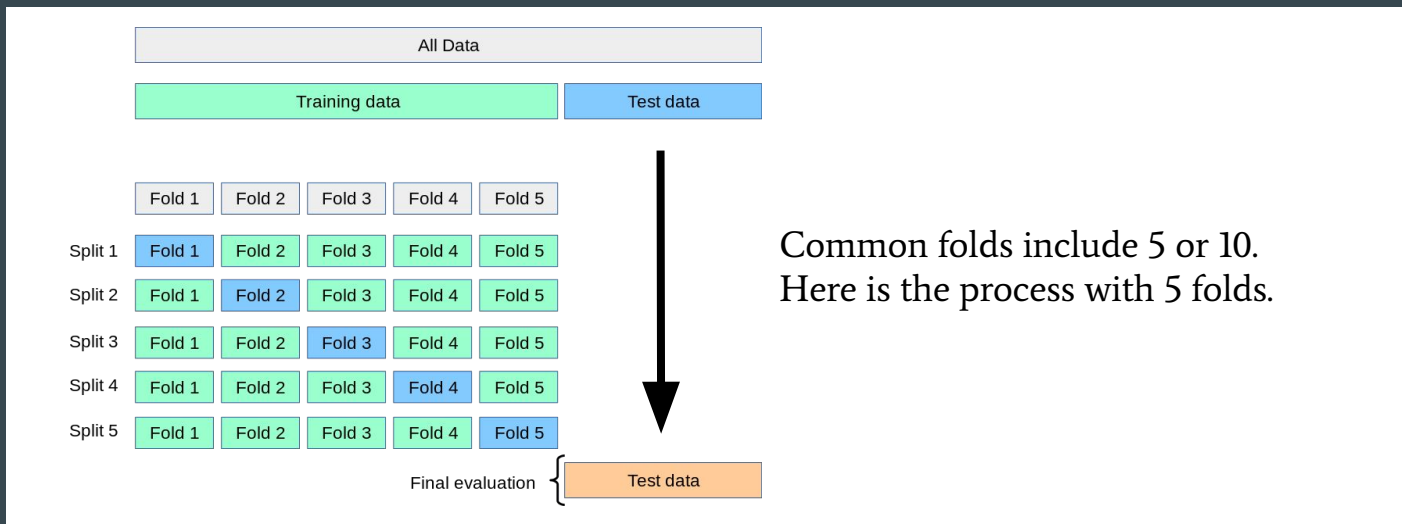 All Data
Training data Test data
Fold 1 Fold 2 Fold 3 Fold 4 Fold 5
Split 1 Fold 1 Fold 2 Fold 3 Fold 4 Fold 5
Split 2 Fold 1 Fold 2 Fold 3 Fold 4 Fold 5
Split 3 Fold 1 Fold 2 Fold 3 Fold 4 Fold 5
Split 4 Fold 1 Fold 2 Fold 3 Fold 4 Fold 5
Split 5 Fold 1 Fold 2 Fold 3 Fold 4 Fold 5
Final evaluation Test data
Common folds include 5 or 10.
Here is the process with 5 folds.